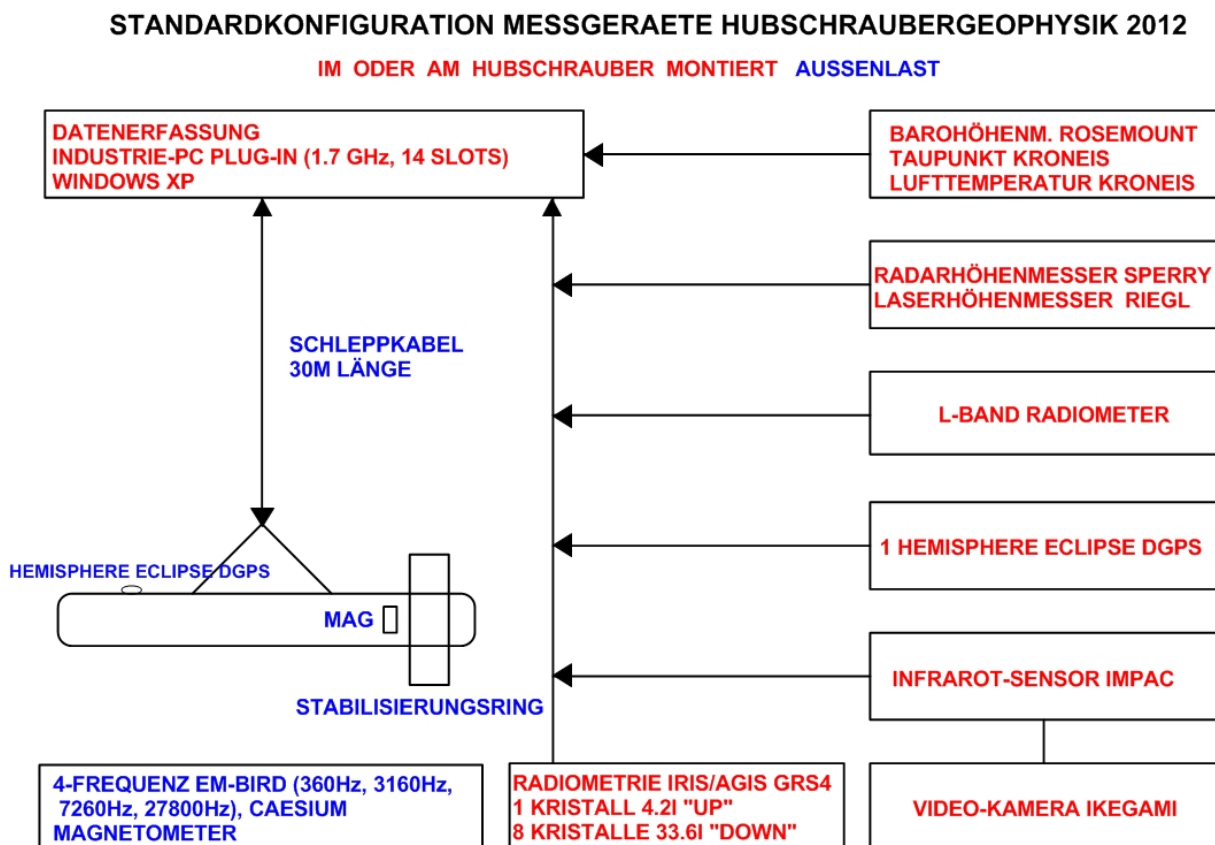 STANDARDKONFIGURATION MESSGERAETE HUBSCHRAUBERGEOPHYSIK 2012
IM ODER AM HUBSCHRAUBER MONTIERT AUSSENLAST
DATENERFASSUNG
INDUSTRIE-PC PLUG-IN (1.7 GHz, 14 SLOTS)
WINDOWS XP
BAROHÖHENM. ROSEMOUNT
TAUPUNKT KRONEIS
LUFTTEMPERATUR KRONEIS
RADARHÖHENMESSER SPERRY
LASERHÖHENMESSER RIEGL
SCHLEPPKABEL
30M LÄNGE
L-BAND RADIOMETER
1 HEMISPHERE ECLIPSE DGPS
HEMISPHERE ECLIPSE DGPS
MAG
INFRAROT-SENSOR IMPAC
STABILISIERUNGSRING
4-FREQUENZ EM-BIRD (360Hz, 3160Hz,
7260Hz, 27800Hz), CAESIUM
MAGNETOMETER
RADIOMETRIE IRIS/AGIS GRS4
1 KRISTALL 4.2l "UP"
8 KRISTALLE 33.6l "DOWN"
VIDEO-KAMERA IKEGAMI